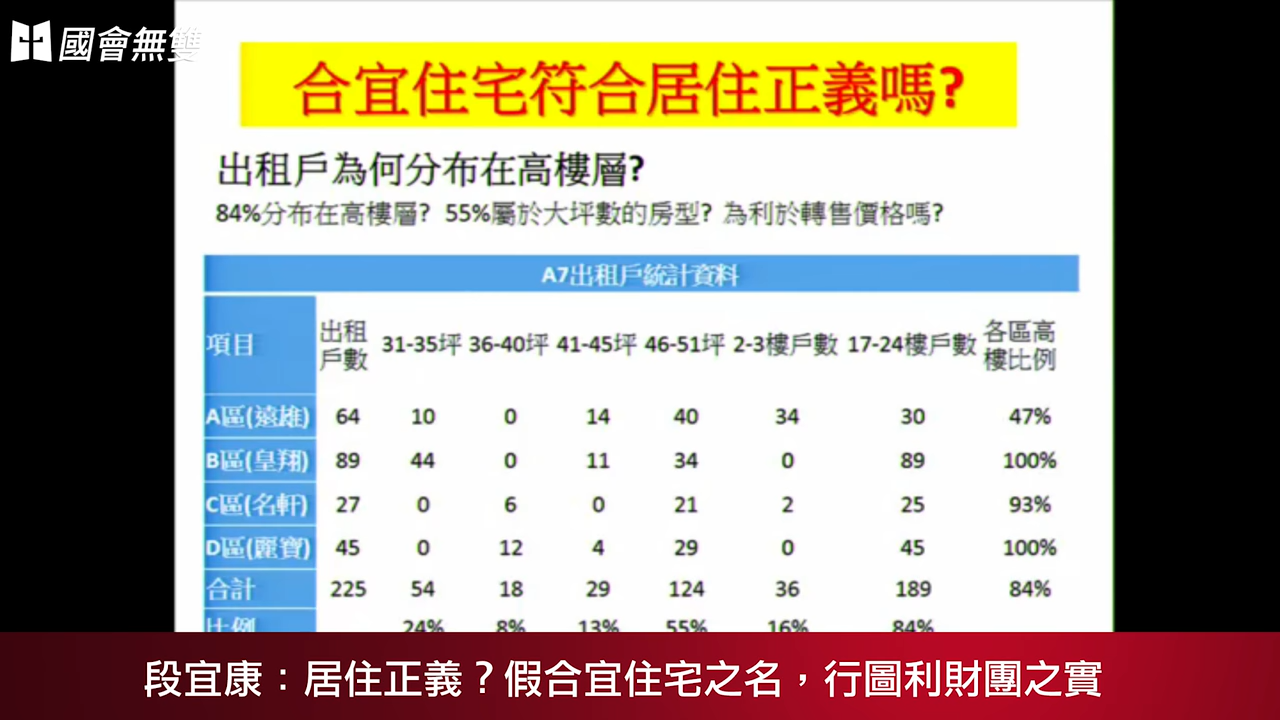 國會無雙
合宜住宅符合居住正義嗎?
出租戶為何分布在高樓層?
84%分布在高樓層? 55%屬於大坪數的房型? 為利於轉售價格嗎?
A7出租戶統計資料
項目 出租戶數 31-35坪 36-40坪 41-45坪 46-51坪 2-3樓戶數 17-24樓戶數 各區高樓比例
A區(遠雄) 64 10 0 14 40 34 30 47%
B區(皇翔) 89 44 0 11 34 0 89 100%
C區(名軒) 27 0 6 0 21 2 25 93%
D區(麗寶) 45 0 12 4 29 0 45 100%
合計 225 54 18 29 124 36 189 84%
比例 24% 8% 13% 55% 16% 84%
段宜康：居住正義？假合宜住宅之名，行圖利財團之實